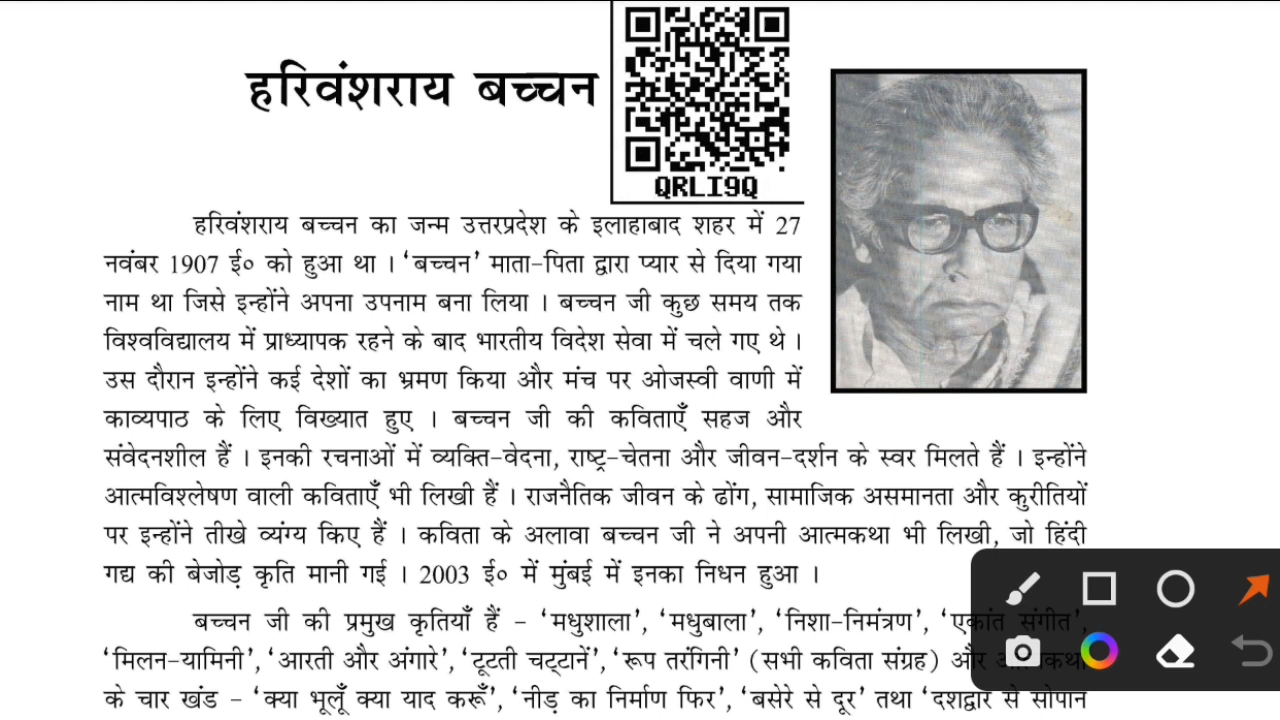 हरिवंशराय बच्चन
QRLI9Q
हरिवंशराय बच्चन का जन्म उत्तरप्रदेश के इलाहाबाद शहर में 27
नवंबर 1907 ई० को हुआ था । 'बच्चन' माता-पिता द्वारा प्यार से दिया गया
नाम था जिसे इन्होंने अपना उपनाम बना लिया । बच्चन जी कुछ समय तक
विश्वविद्यालय में प्राध्यापक रहने के बाद भारतीय विदेश सेवा में चले गए थे ।
उस दौरान इन्होंने कई देशों का भ्रमण किया और मंच पर ओजस्वी वाणी में
काव्यपाठ के लिए विख्यात हुए । बच्चन जी की कविताएँ सहज और
संवेदनशील हैं । इनकी रचनाओं में व्यक्ति-वेदना, राष्ट्र-चेतना और जीवन-दर्शन के स्वर मिलते हैं । इन्होंने
आत्मविश्लेषण वाली कविताएँ भी लिखी हैं । राजनैतिक जीवन के ढोंग, सामाजिक असमानता और कुरीतियों
पर इन्होंने तीखे व्यंग्य किए हैं । कविता के अलावा बच्चन जी ने अपनी आत्मकथा भी लिखी, जो हिंदी
गद्य की बेजोड़ कृति मानी गई । 2003 ई० में मुंबई में इनका निधन हुआ ।
बच्चन जी की प्रमुख कृतियाँ हैं - 'मधुशाला', 'मधुबाला', 'निशा-निमंत्रण', 'एकांत संगीत',
'मिलन-यामिनी', 'आरती और अंगारे', 'टूटती चट्टानें', 'रूप तरंगिनी' (सभी कविता संग्रह) और
के चार खंड - 'क्या भूलूँ क्या याद करूँ', 'नीड़ का निर्माण फिर', 'बसेरे से दूर' तथा 'दशद्वार से सोपान